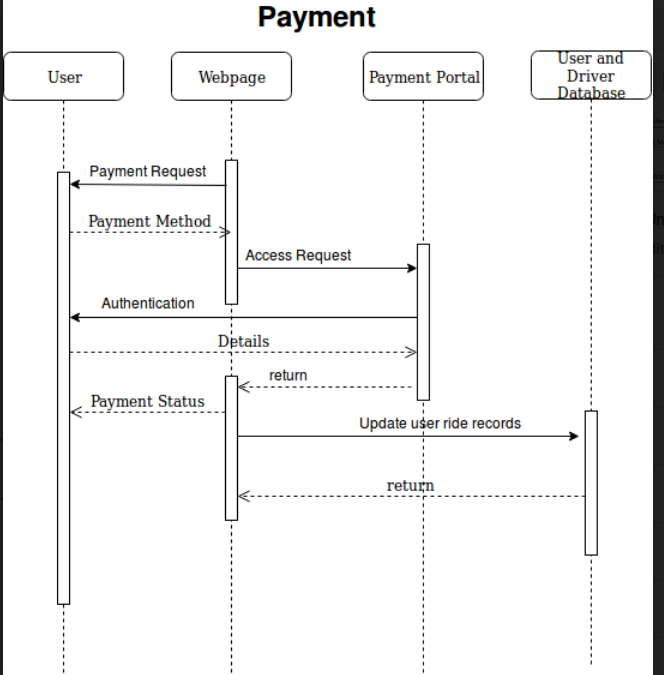 Payment
User
Webpage
Payment Portal
User and
Driver
Database
Payment Request
Payment Method
Access Request
Authentication
Details
return
Payment Status
Update user ride records
return